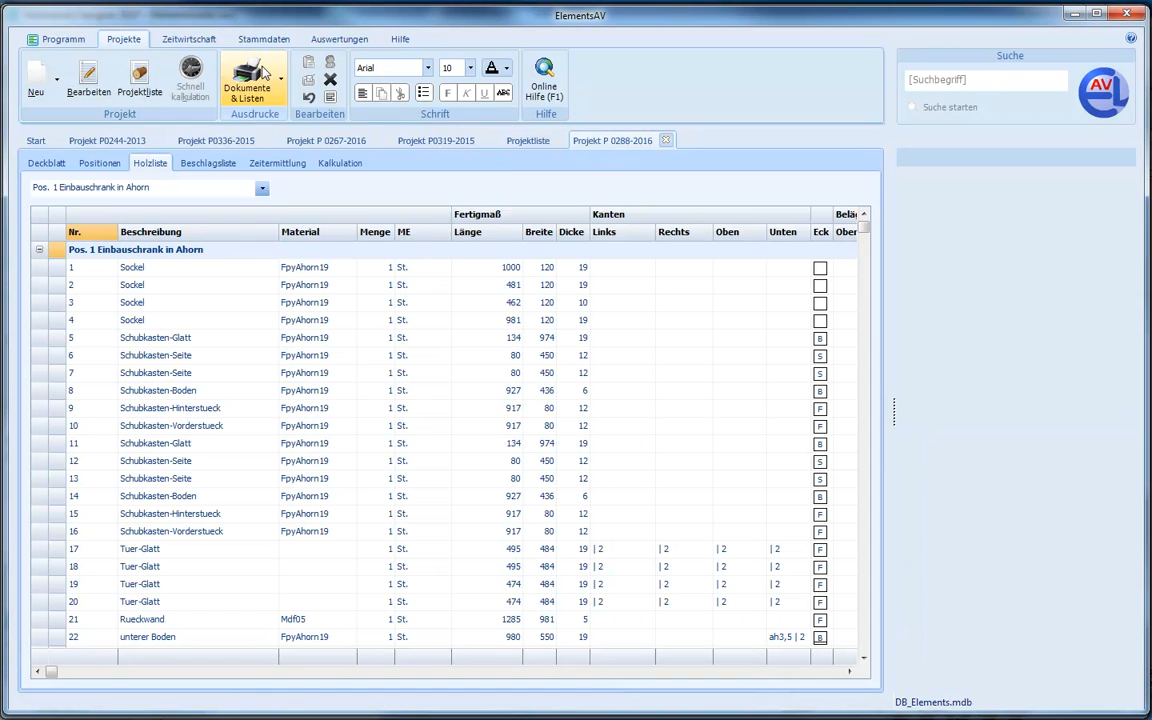 ElementsAV
Programm Projekte Zeitwirtschaft Stammdaten Auswertungen Hilfe
Neu Bearbeiten Projektliste Schnell kalkulation
Dokumente & Listen
Arial 10
F K U ABC
Online Hilfe (F1)
Projekt Ausdrucke Bearbeiten Schrift Hilfe
Suche
[Suchbegriff]
Suche starten
AV
Start Projekt P0244-2013 Projekt P0336-2015 Projekt P 0267-2016 Projekt P0319-2015 Projektliste Projekt P 0288-2016
Deckblatt Positionen Holzliste Beschlagsliste Zeitermittlung Kalkulation
Pos. 1 Einbauschrank in Ahorn
Fertigmaß Kanten Beläg
Nr. Beschreibung Material Menge ME Länge Breite Dicke Links Rechts Oben Unten Eck Ober
Pos. 1 Einbauschrank in Ahorn
1 Sockel FpyAhorn19 1 St. 1000 120 19
2 Sockel FpyAhorn19 1 St. 481 120 19
3 Sockel FpyAhorn19 1 St. 462 120 10
4 Sockel FpyAhorn19 1 St. 981 120 19
5 Schubkasten-Glatt FpyAhorn19 1 St. 134 974 19 B
6 Schubkasten-Seite FpyAhorn19 1 St. 80 450 12 S
7 Schubkasten-Seite FpyAhorn19 1 St. 80 450 12 S
8 Schubkasten-Boden FpyAhorn19 1 St. 927 436 6 B
9 Schubkasten-Hinterstueck FpyAhorn19 1 St. 917 80 12 F
10 Schubkasten-Vorderstueck FpyAhorn19 1 St. 917 80 12 F
11 Schubkasten-Glatt FpyAhorn19 1 St. 134 974 19 B
12 Schubkasten-Seite FpyAhorn19 1 St. 80 450 12 S
13 Schubkasten-Seite FpyAhorn19 1 St. 80 450 12 S
14 Schubkasten-Boden FpyAhorn19 1 St. 927 436 6 B
15 Schubkasten-Hinterstueck FpyAhorn19 1 St. 917 80 12 F
16 Schubkasten-Vorderstueck FpyAhorn19 1 St. 917 80 12 F
17 Tuer-Glatt 1 St. 495 484 19 | 2 | 2 | 2 | 2 F
18 Tuer-Glatt 1 St. 495 484 19 | 2 | 2 | 2 | 2 F
19 Tuer-Glatt 1 St. 474 484 19 | 2 | 2 | 2 | 2 F
20 Tuer-Glatt 1 St. 474 484 19 | 2 | 2 | 2 | 2 F
21 Rueckwand Mdf05 1 St. 1285 981 5 F
22 unterer Boden FpyAhorn19 1 St. 980 550 19 ah3,5 | 2 B
DB_Elements.mdb